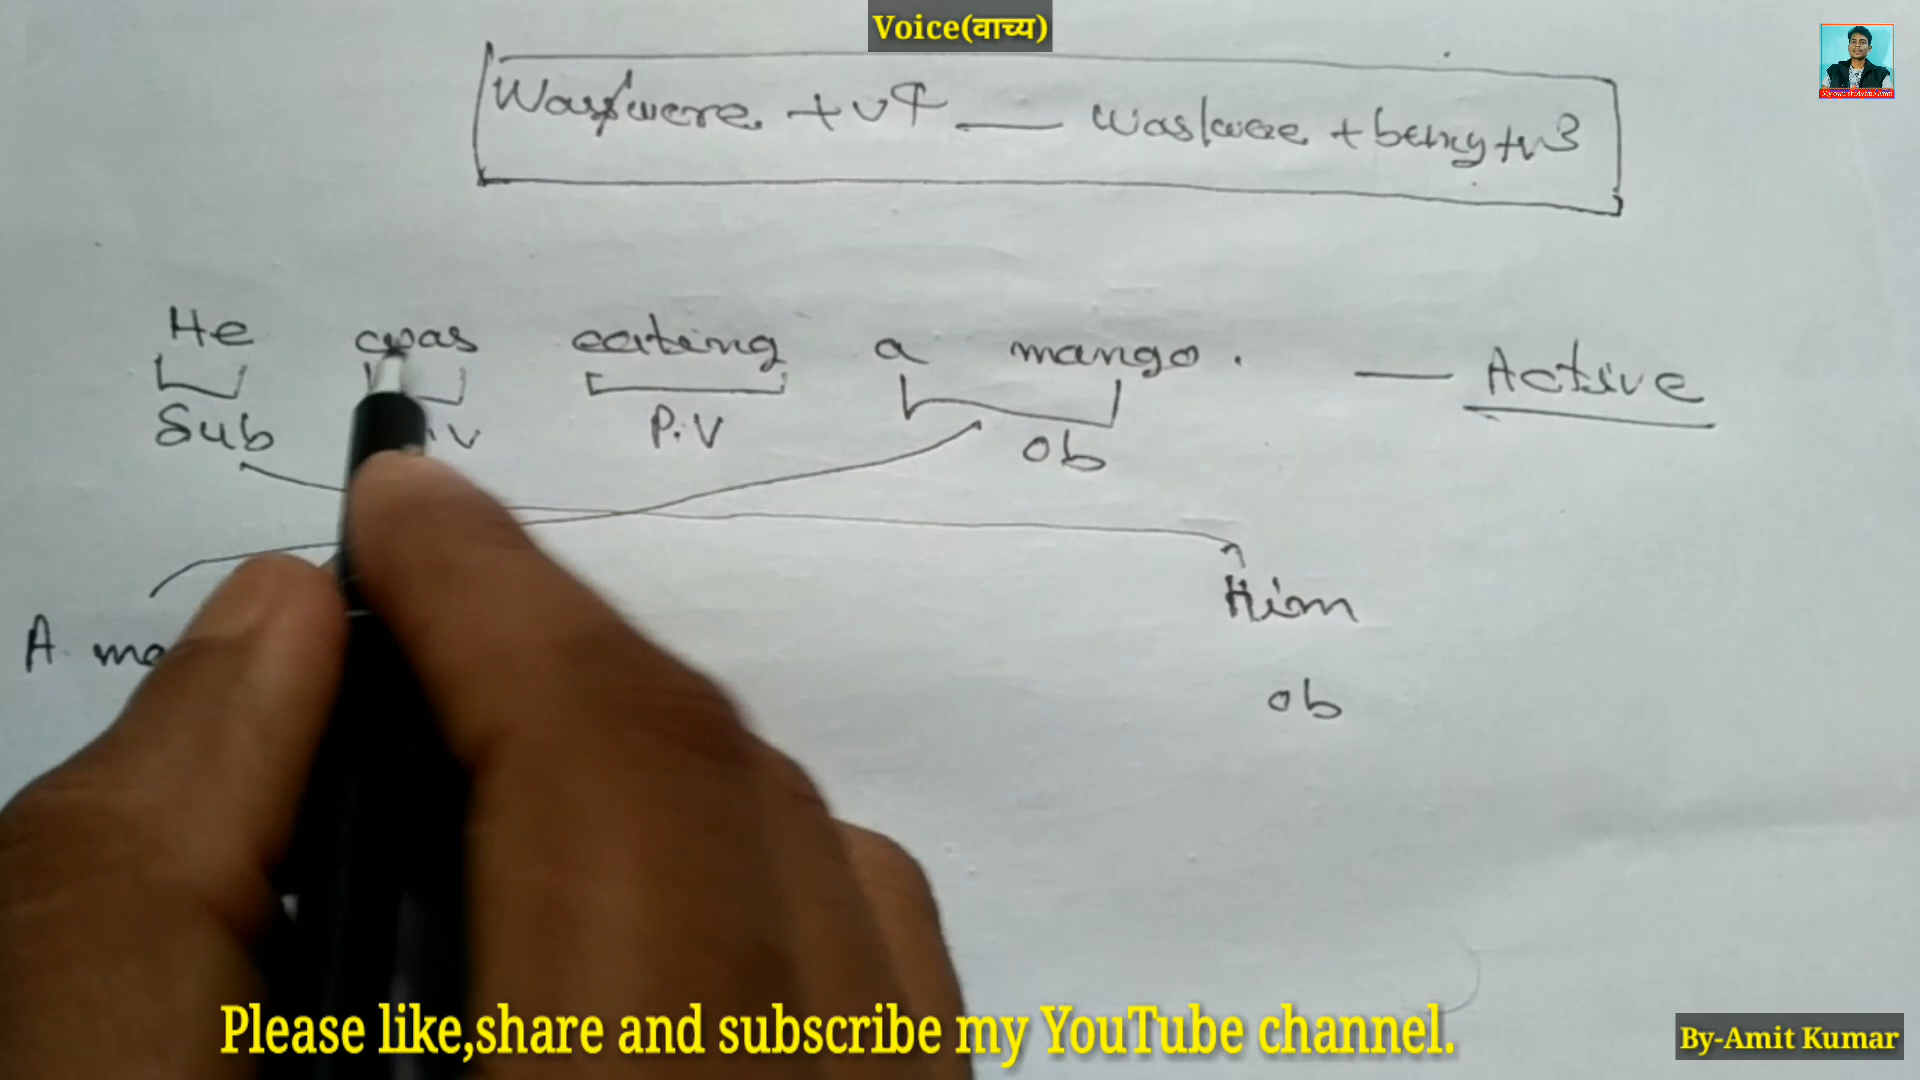 Voice(वाच्य)
Was/were + v4 — was/were + being + v3
He was eating a mango. — Active
Sub .v P.V ob
Him
A ma
ob
Please like,share and subscribe my YouTube channel.
By-Amit Kumar